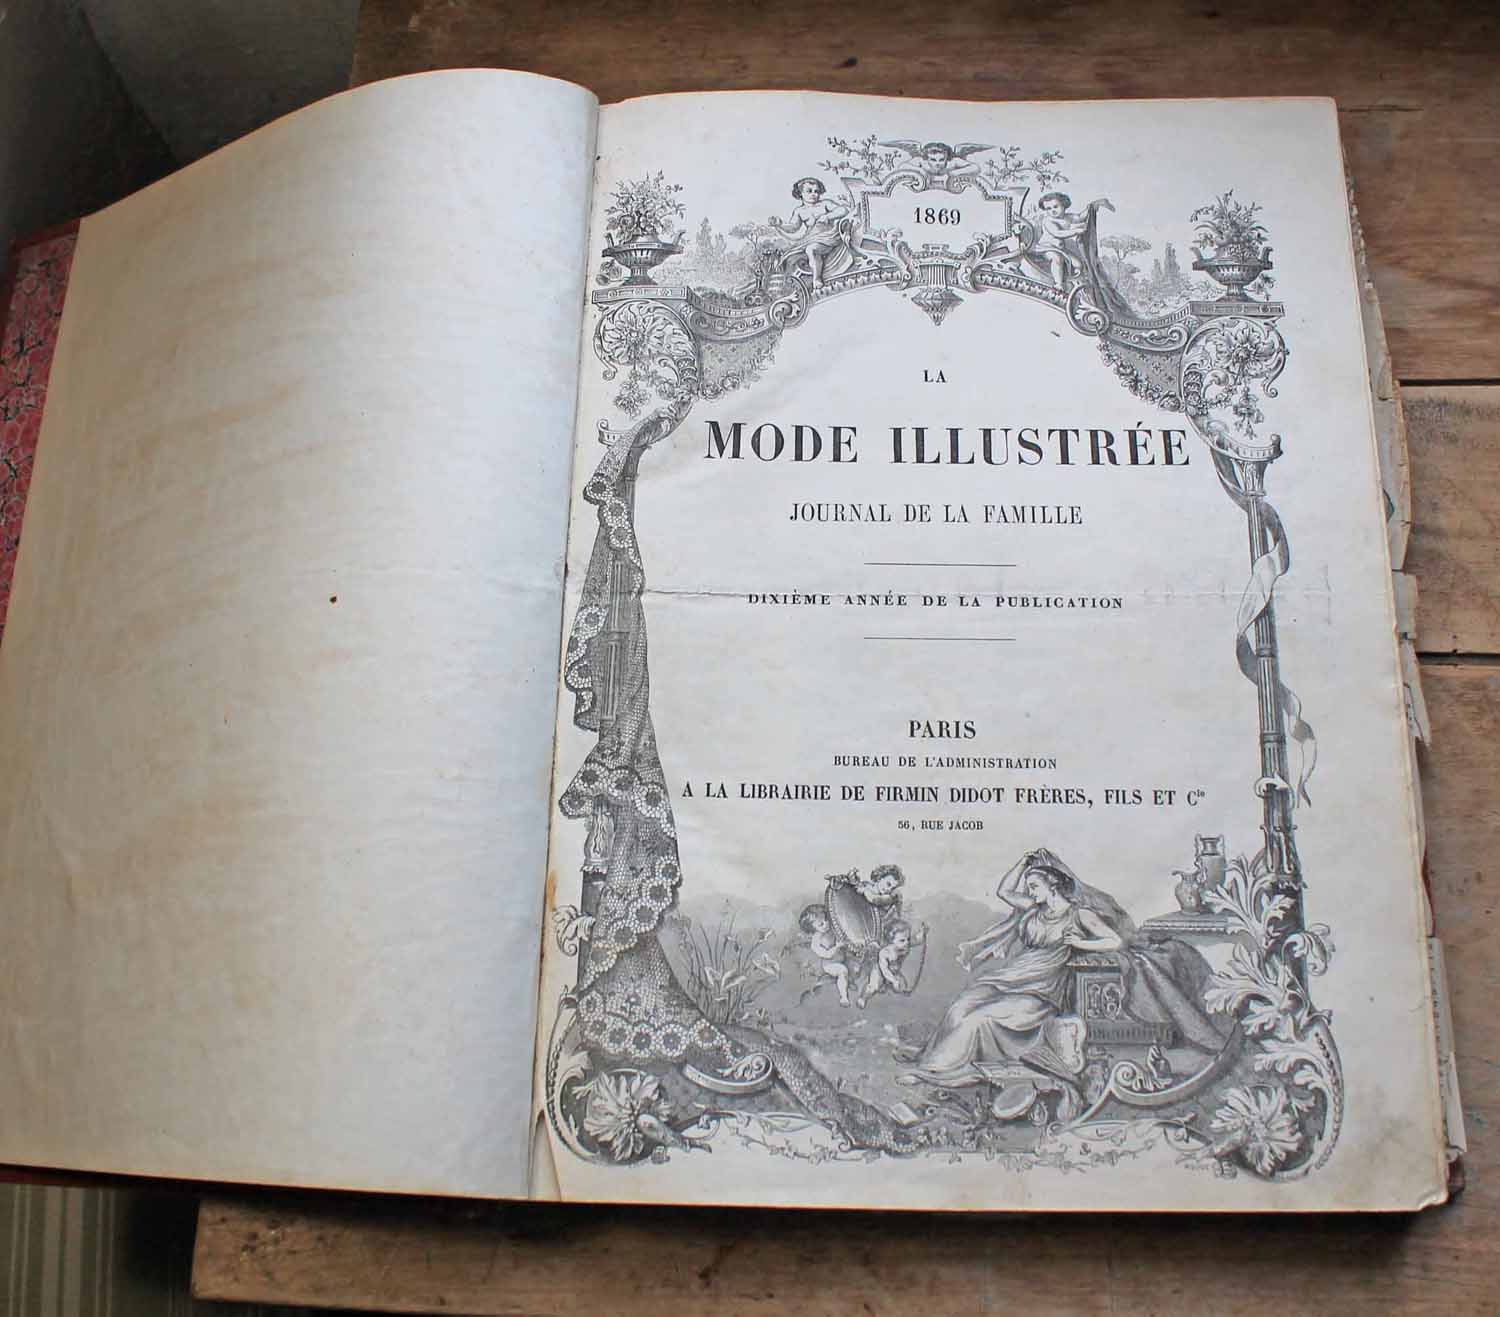 1869
LA
MODE ILLUSTRÉE
JOURNAL DE LA FAMILLE
DIXIÈME ANNÉE DE LA PUBLICATION
PARIS
BUREAU DE L'ADMINISTRATION
A LA LIBRAIRIE DE FIRMIN DIDOT FRÈRES, FILS ET Cie
56, RUE JACOB